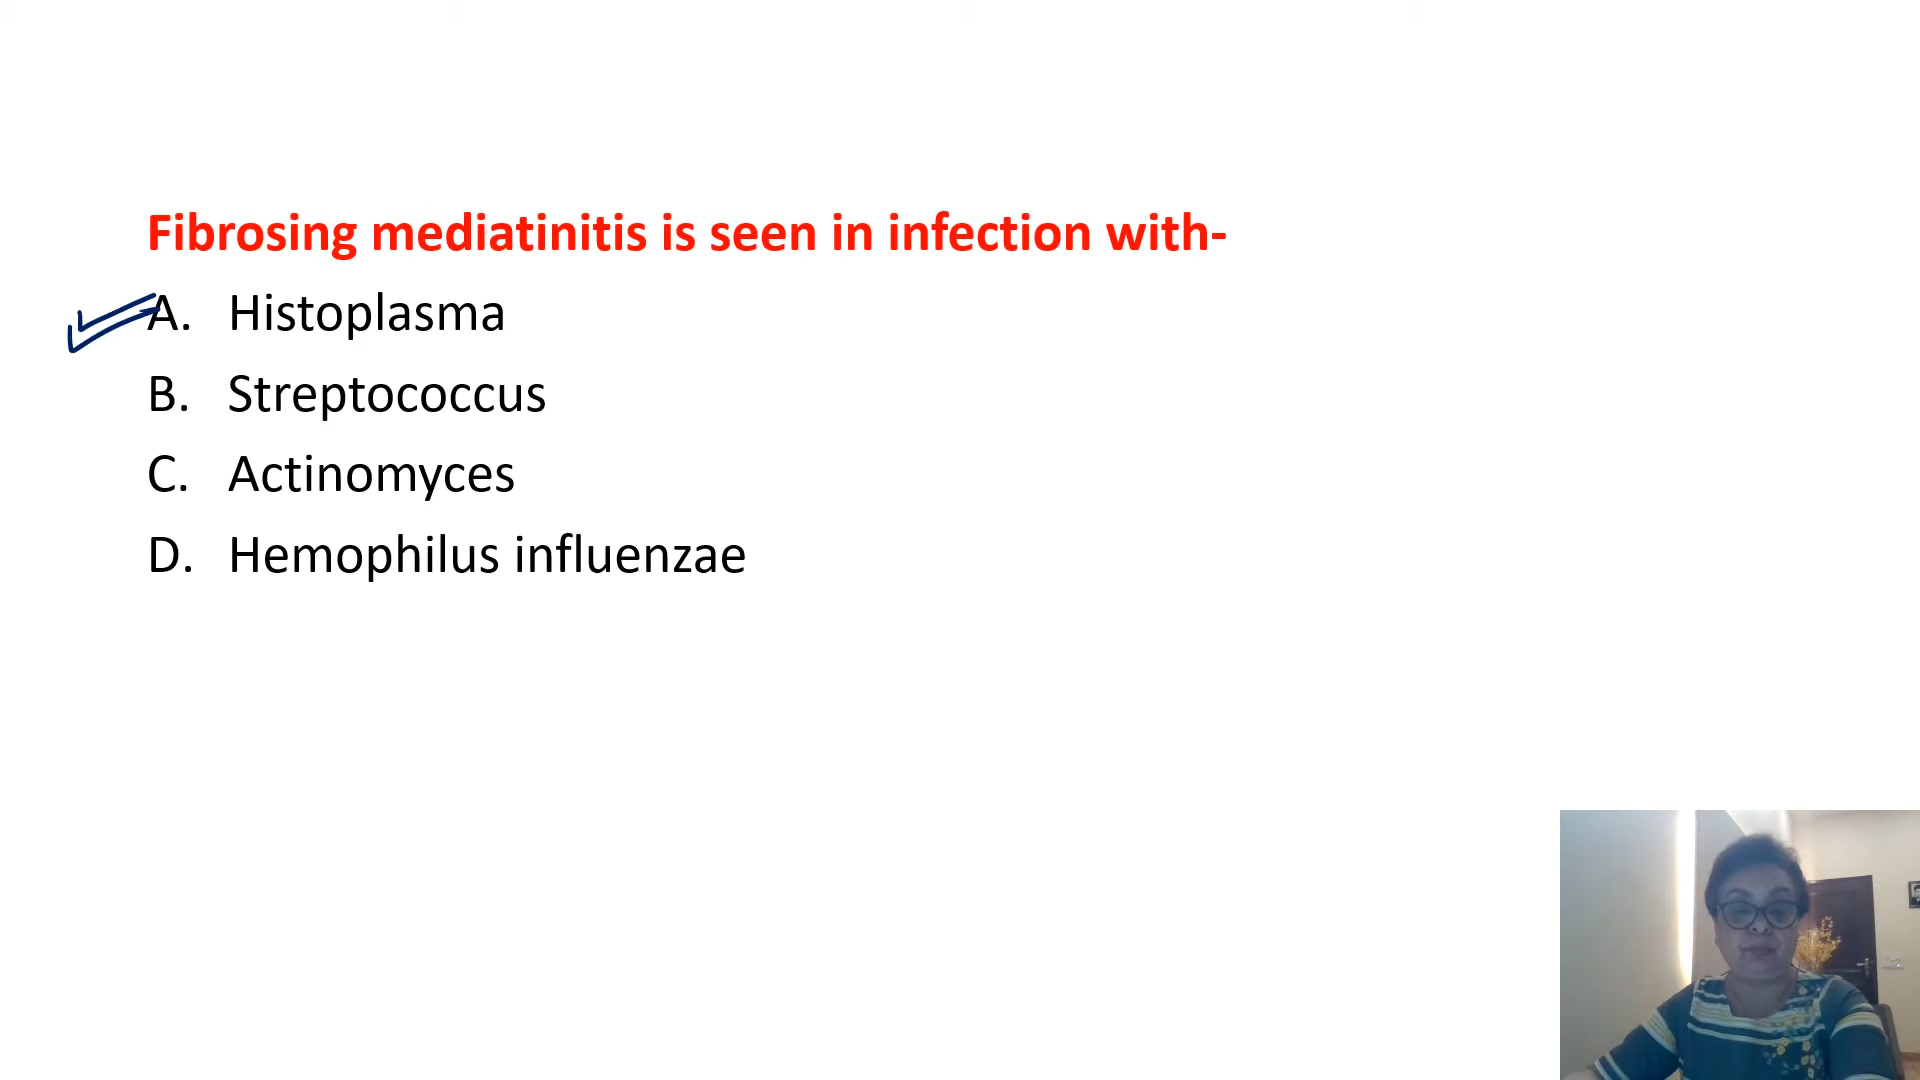 Fibrosing mediatinitis is seen in infection with-
A. Histoplasma
B. Streptococcus
C. Actinomyces
D. Hemophilus influenzae